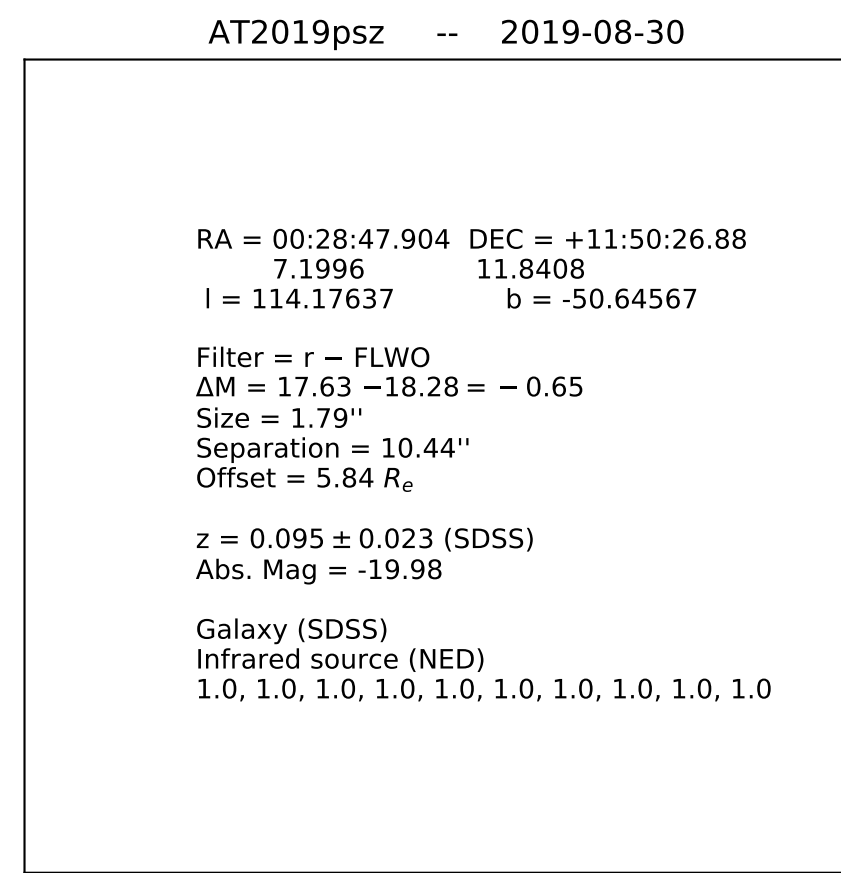 AT2019psz -- 2019-08-30
RA = 00:28:47.904 DEC = +11:50:26.88
7.1996 11.8408
l = 114.17637 b = -50.64567
Filter = r − FLWO
ΔM = 17.63 −18.28 = − 0.65
Size = 1.79''
Separation = 10.44''
Offset = 5.84 Rₑ
z = 0.095 ± 0.023 (SDSS)
Abs. Mag = -19.98
Galaxy (SDSS)
Infrared source (NED)
1.0, 1.0, 1.0, 1.0, 1.0, 1.0, 1.0, 1.0, 1.0, 1.0